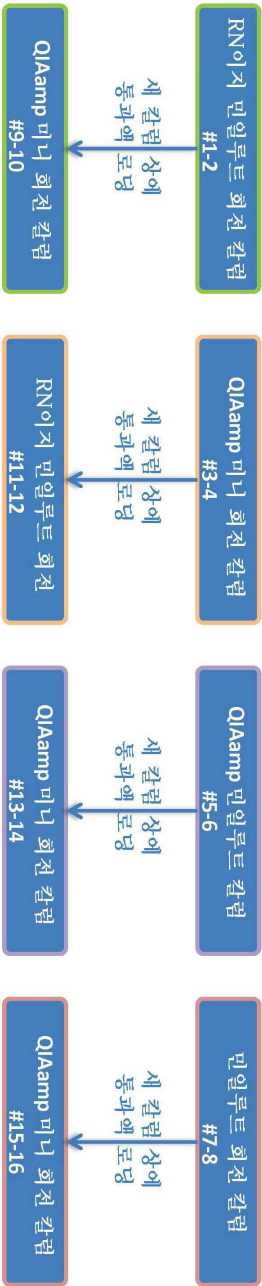 RN이지 민일루트 회전 칼럼
#1-2
새 칼럼 상에
통과액 로딩
QIAamp 미니 회전 칼럼
#9-10
QIAamp 미니 회전 칼럼
#3-4
새 칼럼 상에
통과액 로딩
RN이지 민일루트 회전
#11-12
QIAamp 민일루트 칼럼
#5-6
새 칼럼 상에
통과액 로딩
QIAamp 미니 회전 칼럼
#13-14
민일루트 회전 칼럼
#7-8
새 칼럼 상에
통과액 로딩
QIAamp 미니 회전 칼럼
#15-16